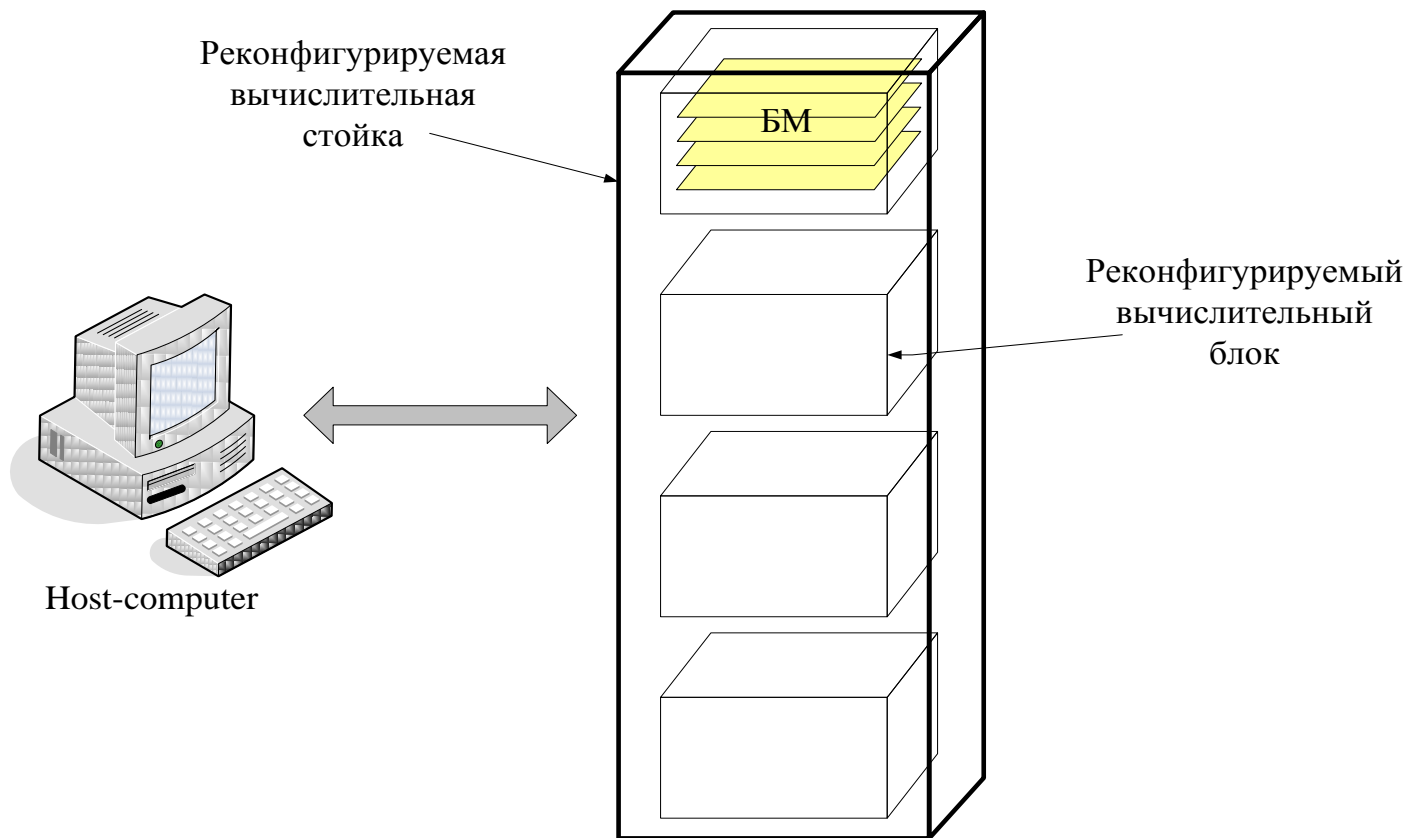 Реконфигурируемая
вычислительная
стойка
БМ
Реконфигурируемый
вычислительный
блок
Host-computer